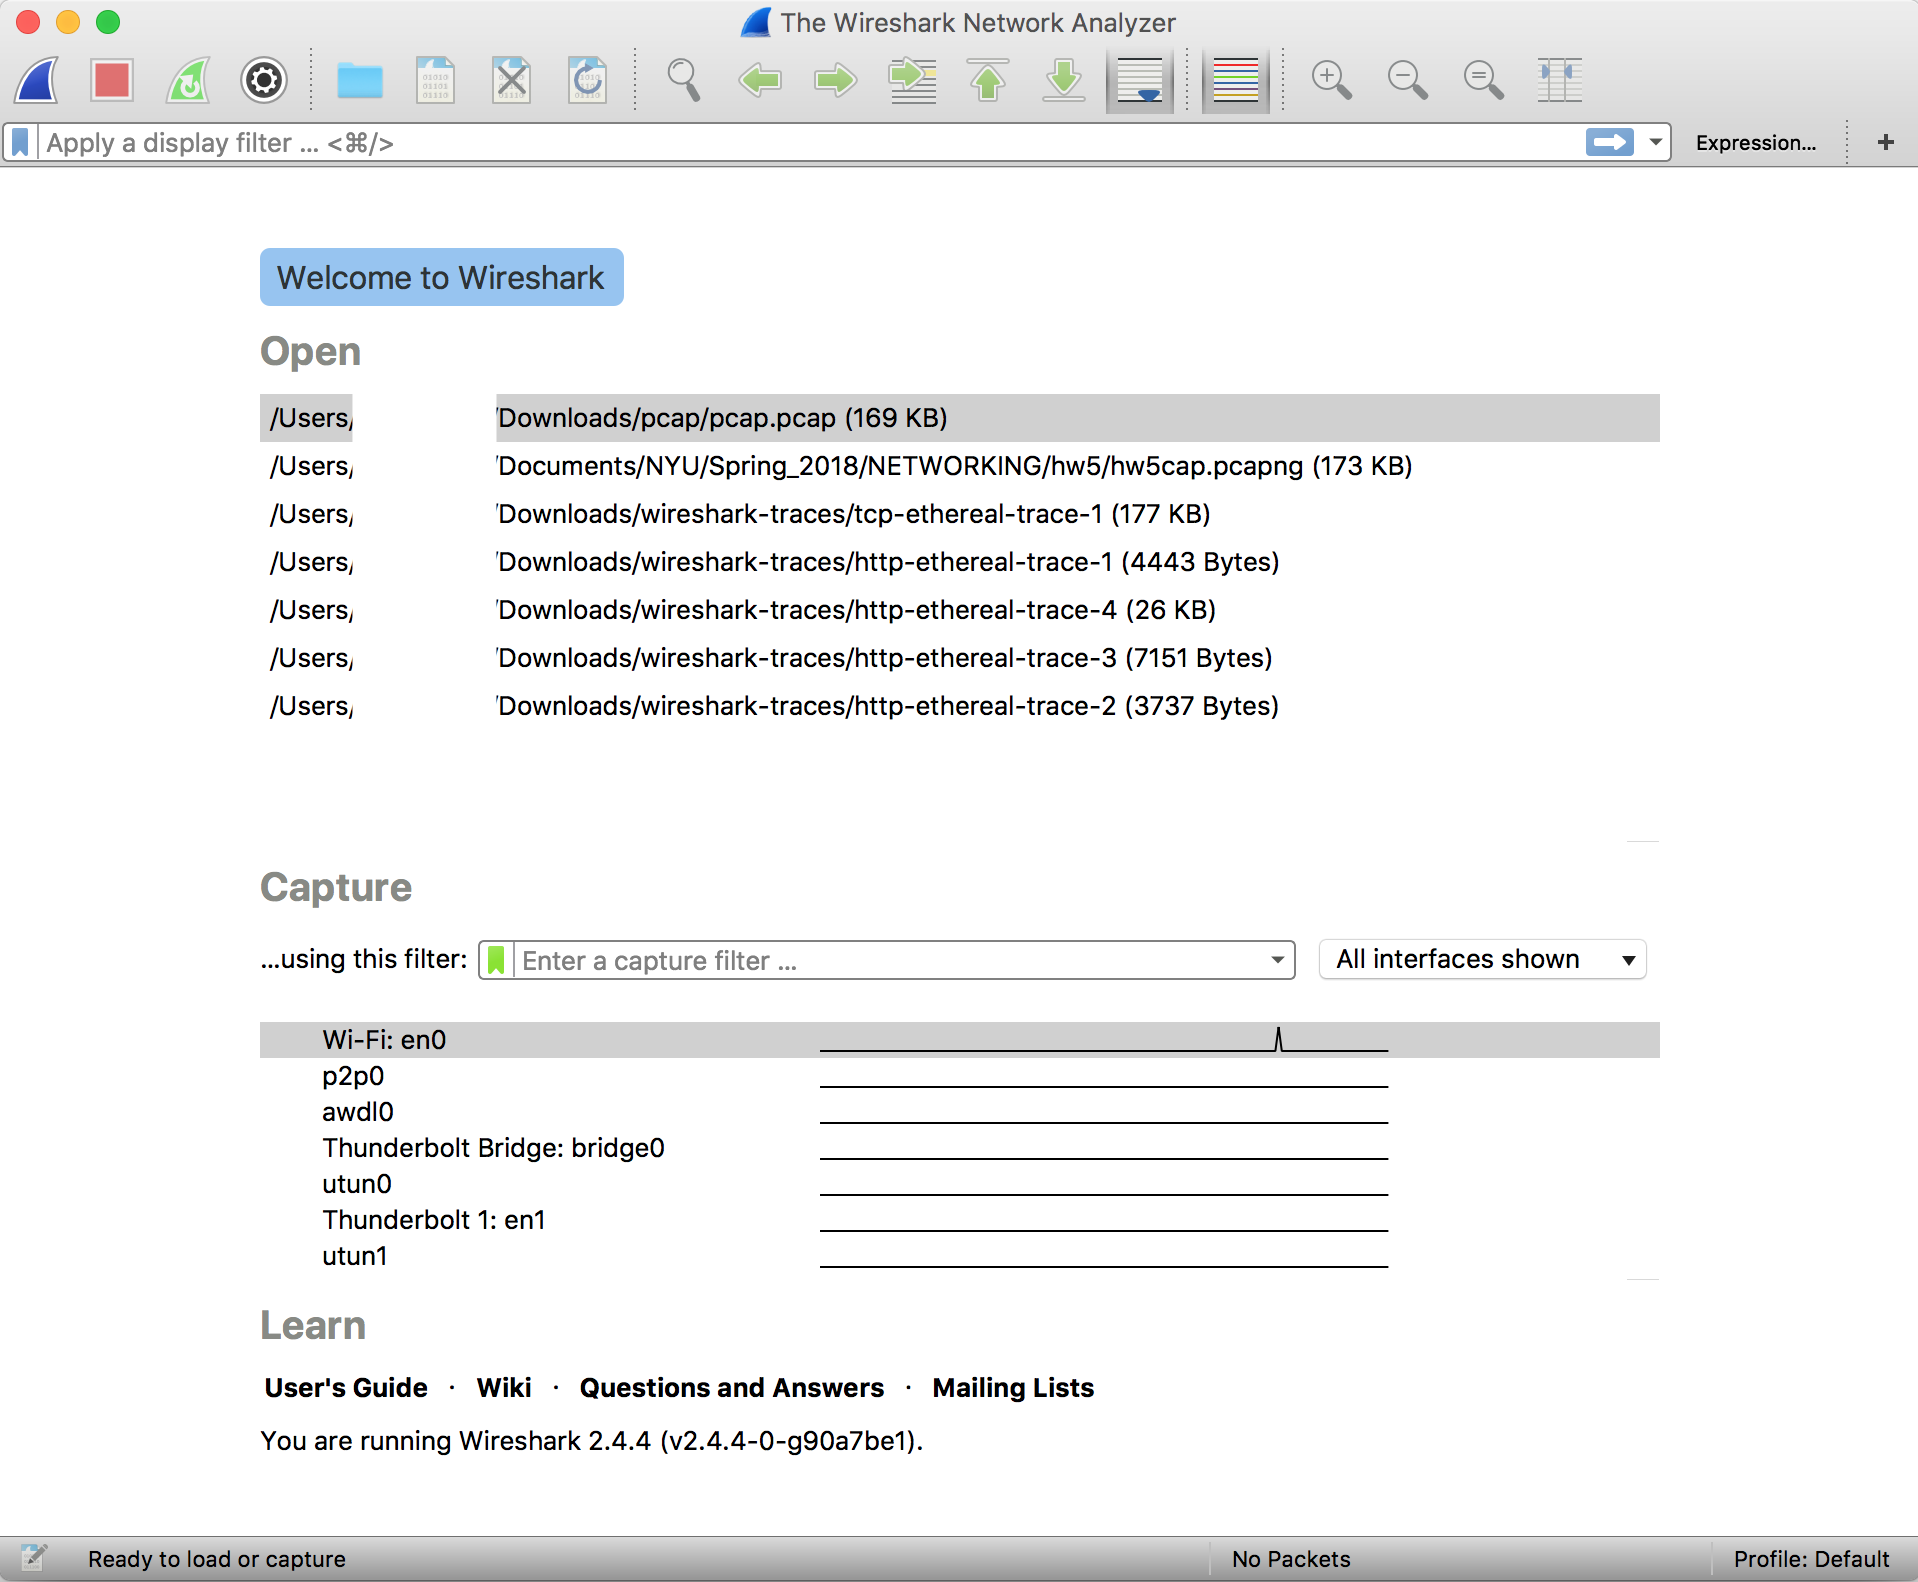 The Wireshark Network Analyzer
Apply a display filter ... <⌘/>
Expression...
+
Welcome to Wireshark
Open
/Users/ /Downloads/pcap/pcap.pcap (169 KB)
/Users/ /Documents/NYU/Spring_2018/NETWORKING/hw5/hw5cap.pcapng (173 KB)
/Users/ /Downloads/wireshark-traces/tcp-ethereal-trace-1 (177 KB)
/Users/ /Downloads/wireshark-traces/http-ethereal-trace-1 (4443 Bytes)
/Users/ /Downloads/wireshark-traces/http-ethereal-trace-4 (26 KB)
/Users/ /Downloads/wireshark-traces/http-ethereal-trace-3 (7151 Bytes)
/Users/ /Downloads/wireshark-traces/http-ethereal-trace-2 (3737 Bytes)
Capture
...using this filter: Enter a capture filter ... All interfaces shown
Wi-Fi: en0
p2p0
awdl0
Thunderbolt Bridge: bridge0
utun0
Thunderbolt 1: en1
utun1
Learn
User's Guide · Wiki · Questions and Answers · Mailing Lists
You are running Wireshark 2.4.4 (v2.4.4-0-g90a7be1).
Ready to load or capture
No Packets
Profile: Default